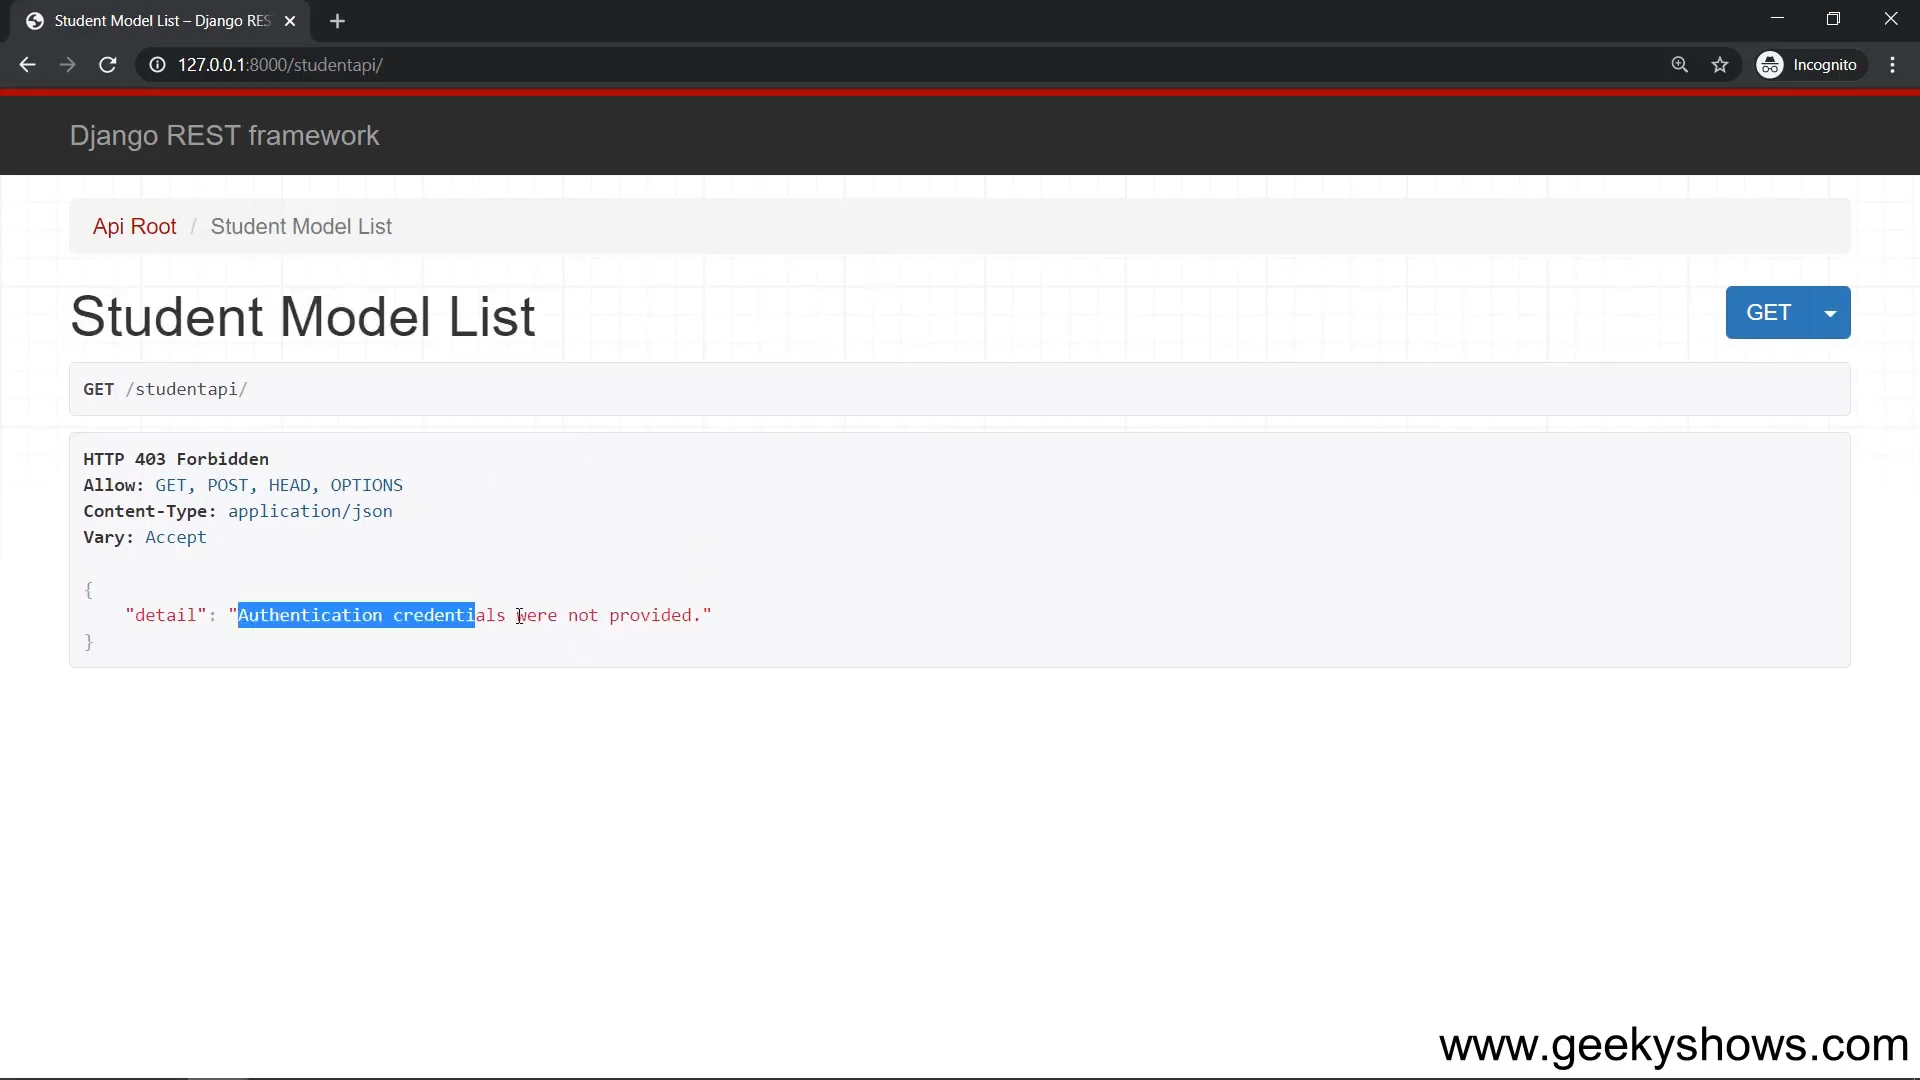 Student Model List – Django RES
127.0.0.1:8000/studentapi/
Incognito
Django REST framework
Api Root / Student Model List
Student Model List
GET
GET /studentapi/
HTTP 403 Forbidden
Allow: GET, POST, HEAD, OPTIONS
Content-Type: application/json
Vary: Accept
{
"detail": "Authentication credentials were not provided."
}
www.geekyshows.com